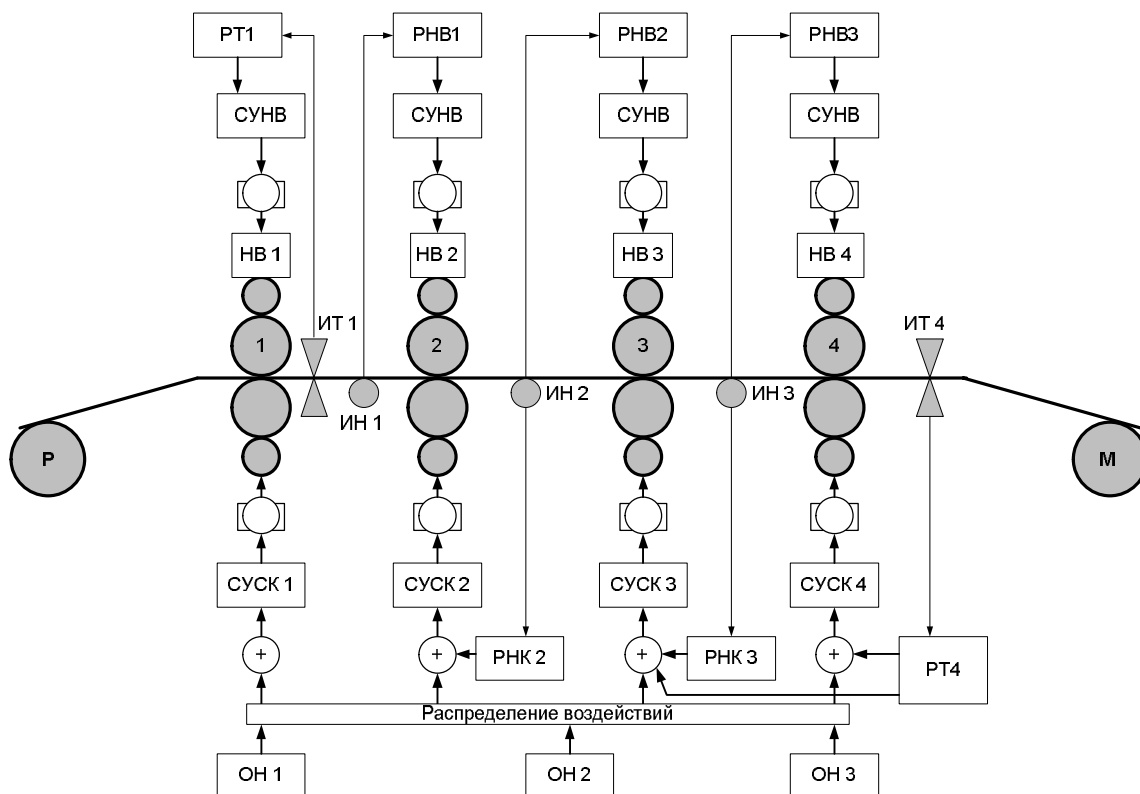 РТ1 РНВ1 РНВ2 РНВ3
СУНВ СУНВ СУНВ СУНВ
НВ 1 НВ 2 НВ 3 НВ 4
ИТ 1 ИТ 4
1 2 3 4
ИН 1 ИН 2 ИН 3
Р М
СУСК 1 СУСК 2 СУСК 3 СУСК 4
+ + + +
РНК 2 РНК 3 РТ4
Распределение воздействий
ОН 1 ОН 2 ОН 3